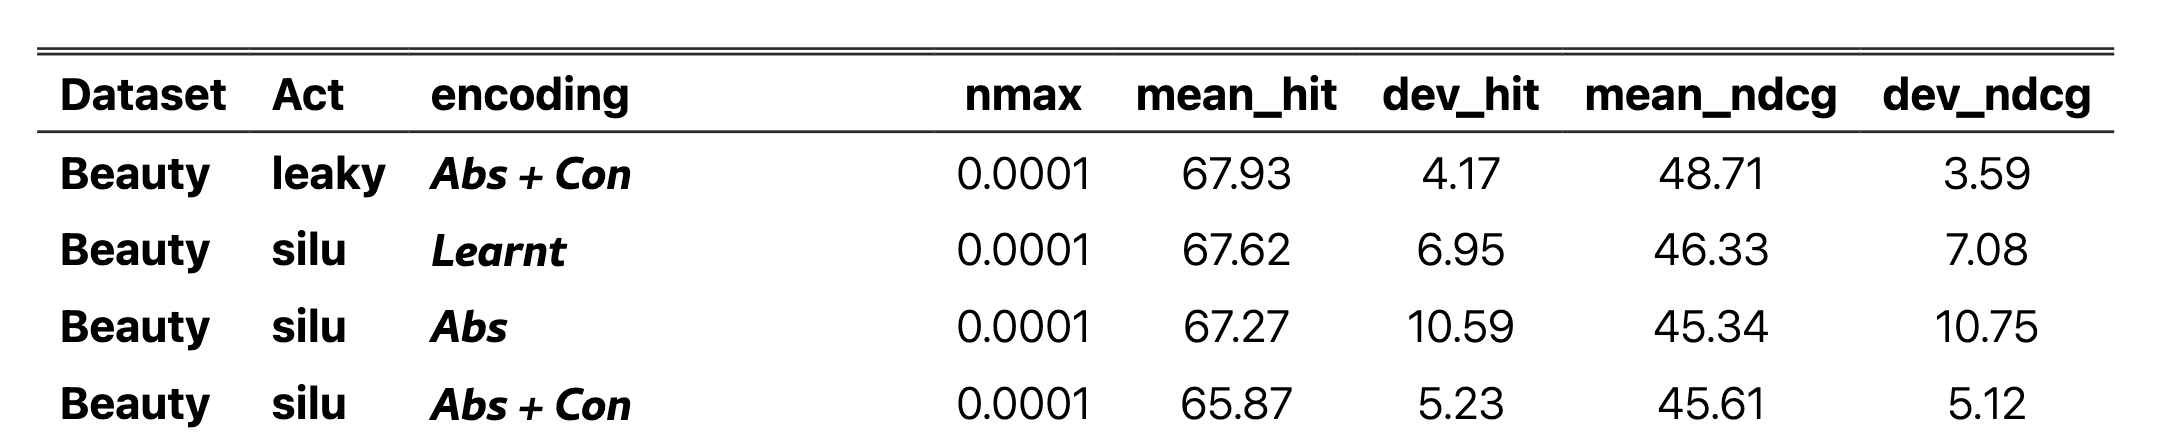 Dataset Act encoding nmax mean_hit dev_hit mean_ndcg dev_ndcg
Beauty leaky Abs + Con 0.0001 67.93 4.17 48.71 3.59
Beauty silu Learnt 0.0001 67.62 6.95 46.33 7.08
Beauty silu Abs 0.0001 67.27 10.59 45.34 10.75
Beauty silu Abs + Con 0.0001 65.87 5.23 45.61 5.12